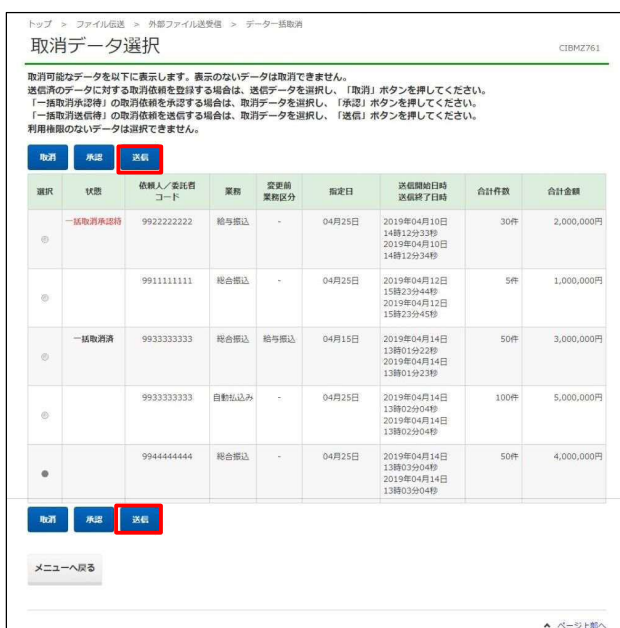 トップ > ファイル伝送 > 外部ファイル送受信 > データ一括取消
取消データ選択
CIBMZ761
取消可能なデータを以下に表示します。表示のないデータは取消できません。
送信済のデータに対する取消依頼を登録する場合は、送信データを選択し、「取消」ボタンを押してください。
「一括取消承認待」の取消依頼を承認する場合は、取消データを選択し、「承認」ボタンを押してください。
「一括取消送信待」の取消依頼を送信する場合は、取消データを選択し、「送信」ボタンを押してください。
利用権限のないデータは選択できません。
取消 承認 送信
選択 状態 依頼人/委託者コード 業務 変更前業務区分 指定日 送信開始日時 送信終了日時 合計件数 合計金額
一括取消承認待 9922222222 給与振込 - 04月25日 2019年04月10日 30件 2,000,000円
14時12分33秒
2019年04月10日
14時12分34秒
9911111111 総合振込 - 04月25日 2019年04月12日 5件 1,000,000円
15時23分44秒
2019年04月12日
15時23分45秒
一括取消済 9933333333 総合振込 給与振込 04月15日 2019年04月14日 50件 3,000,000円
13時01分22秒
2019年04月14日
13時01分23秒
9933333333 自動払込み - 04月25日 2019年04月14日 100件 5,000,000円
13時02分04秒
2019年04月14日
13時02分04秒
9944444444 総合振込 - 04月25日 2019年04月14日 50件 4,000,000円
13時03分04秒
2019年04月14日
13時03分04秒
取消 承認 送信
メニューへ戻る
ページ上部へ